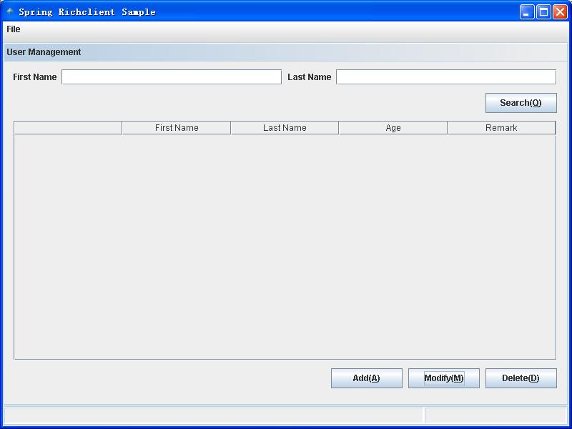 Spring Richclient Sample
File
User Management
First Name Last Name
Search(Q)
First Name Last Name Age Remark
Add(A) Modify(M) Delete(D)